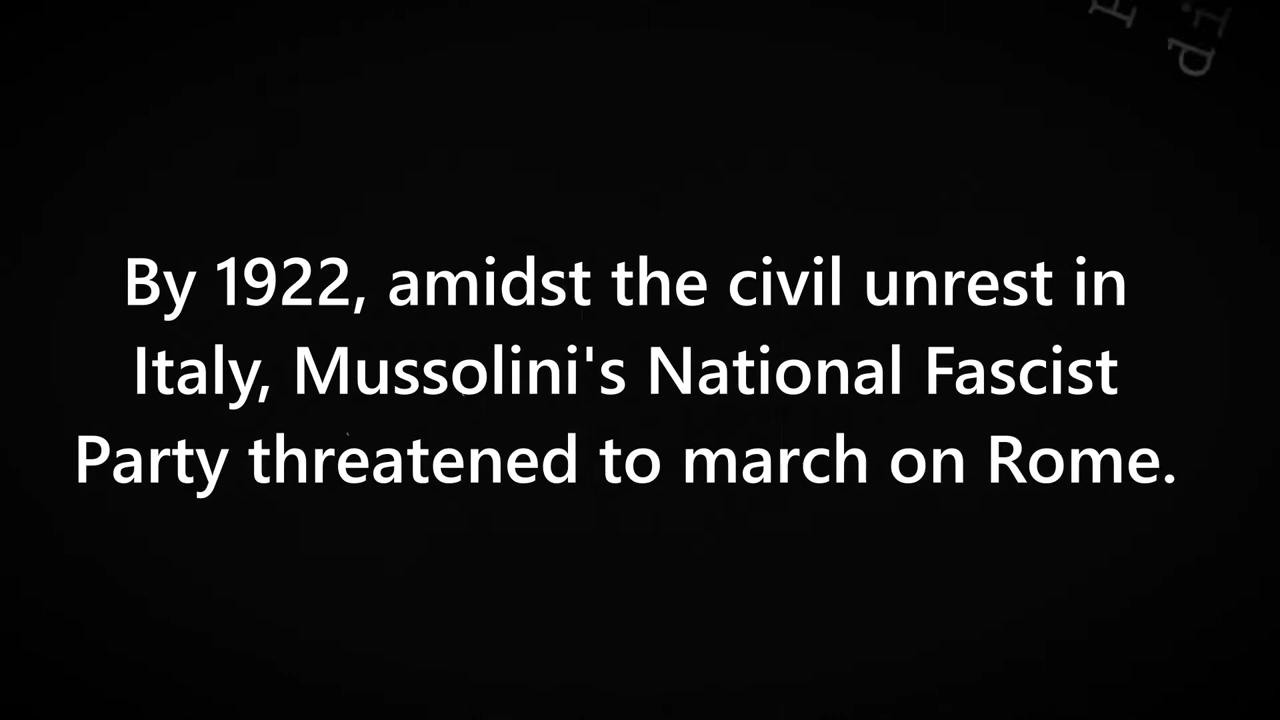 By 1922, amidst the civil unrest in
Italy, Mussolini's National Fascist
Party threatened to march on Rome.